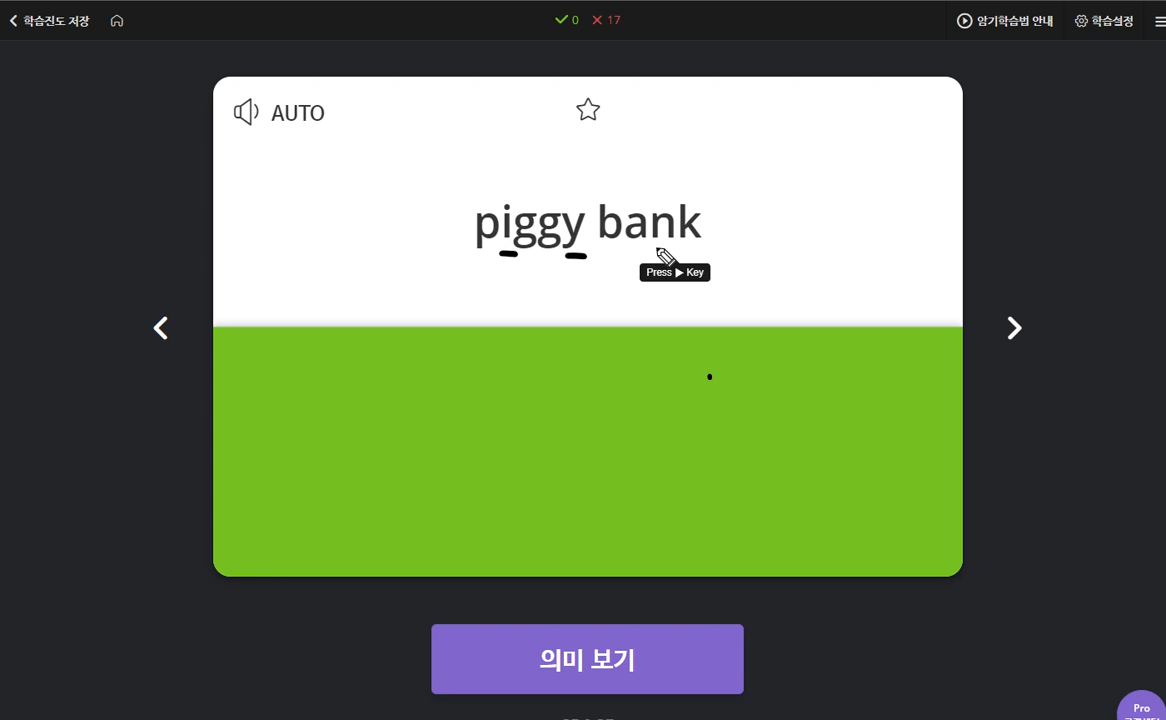 학습진도 저장 0 17 암기학습법 안내 학습설정
AUTO
piggy bank
Press ▶ Key
의미 보기
Pro